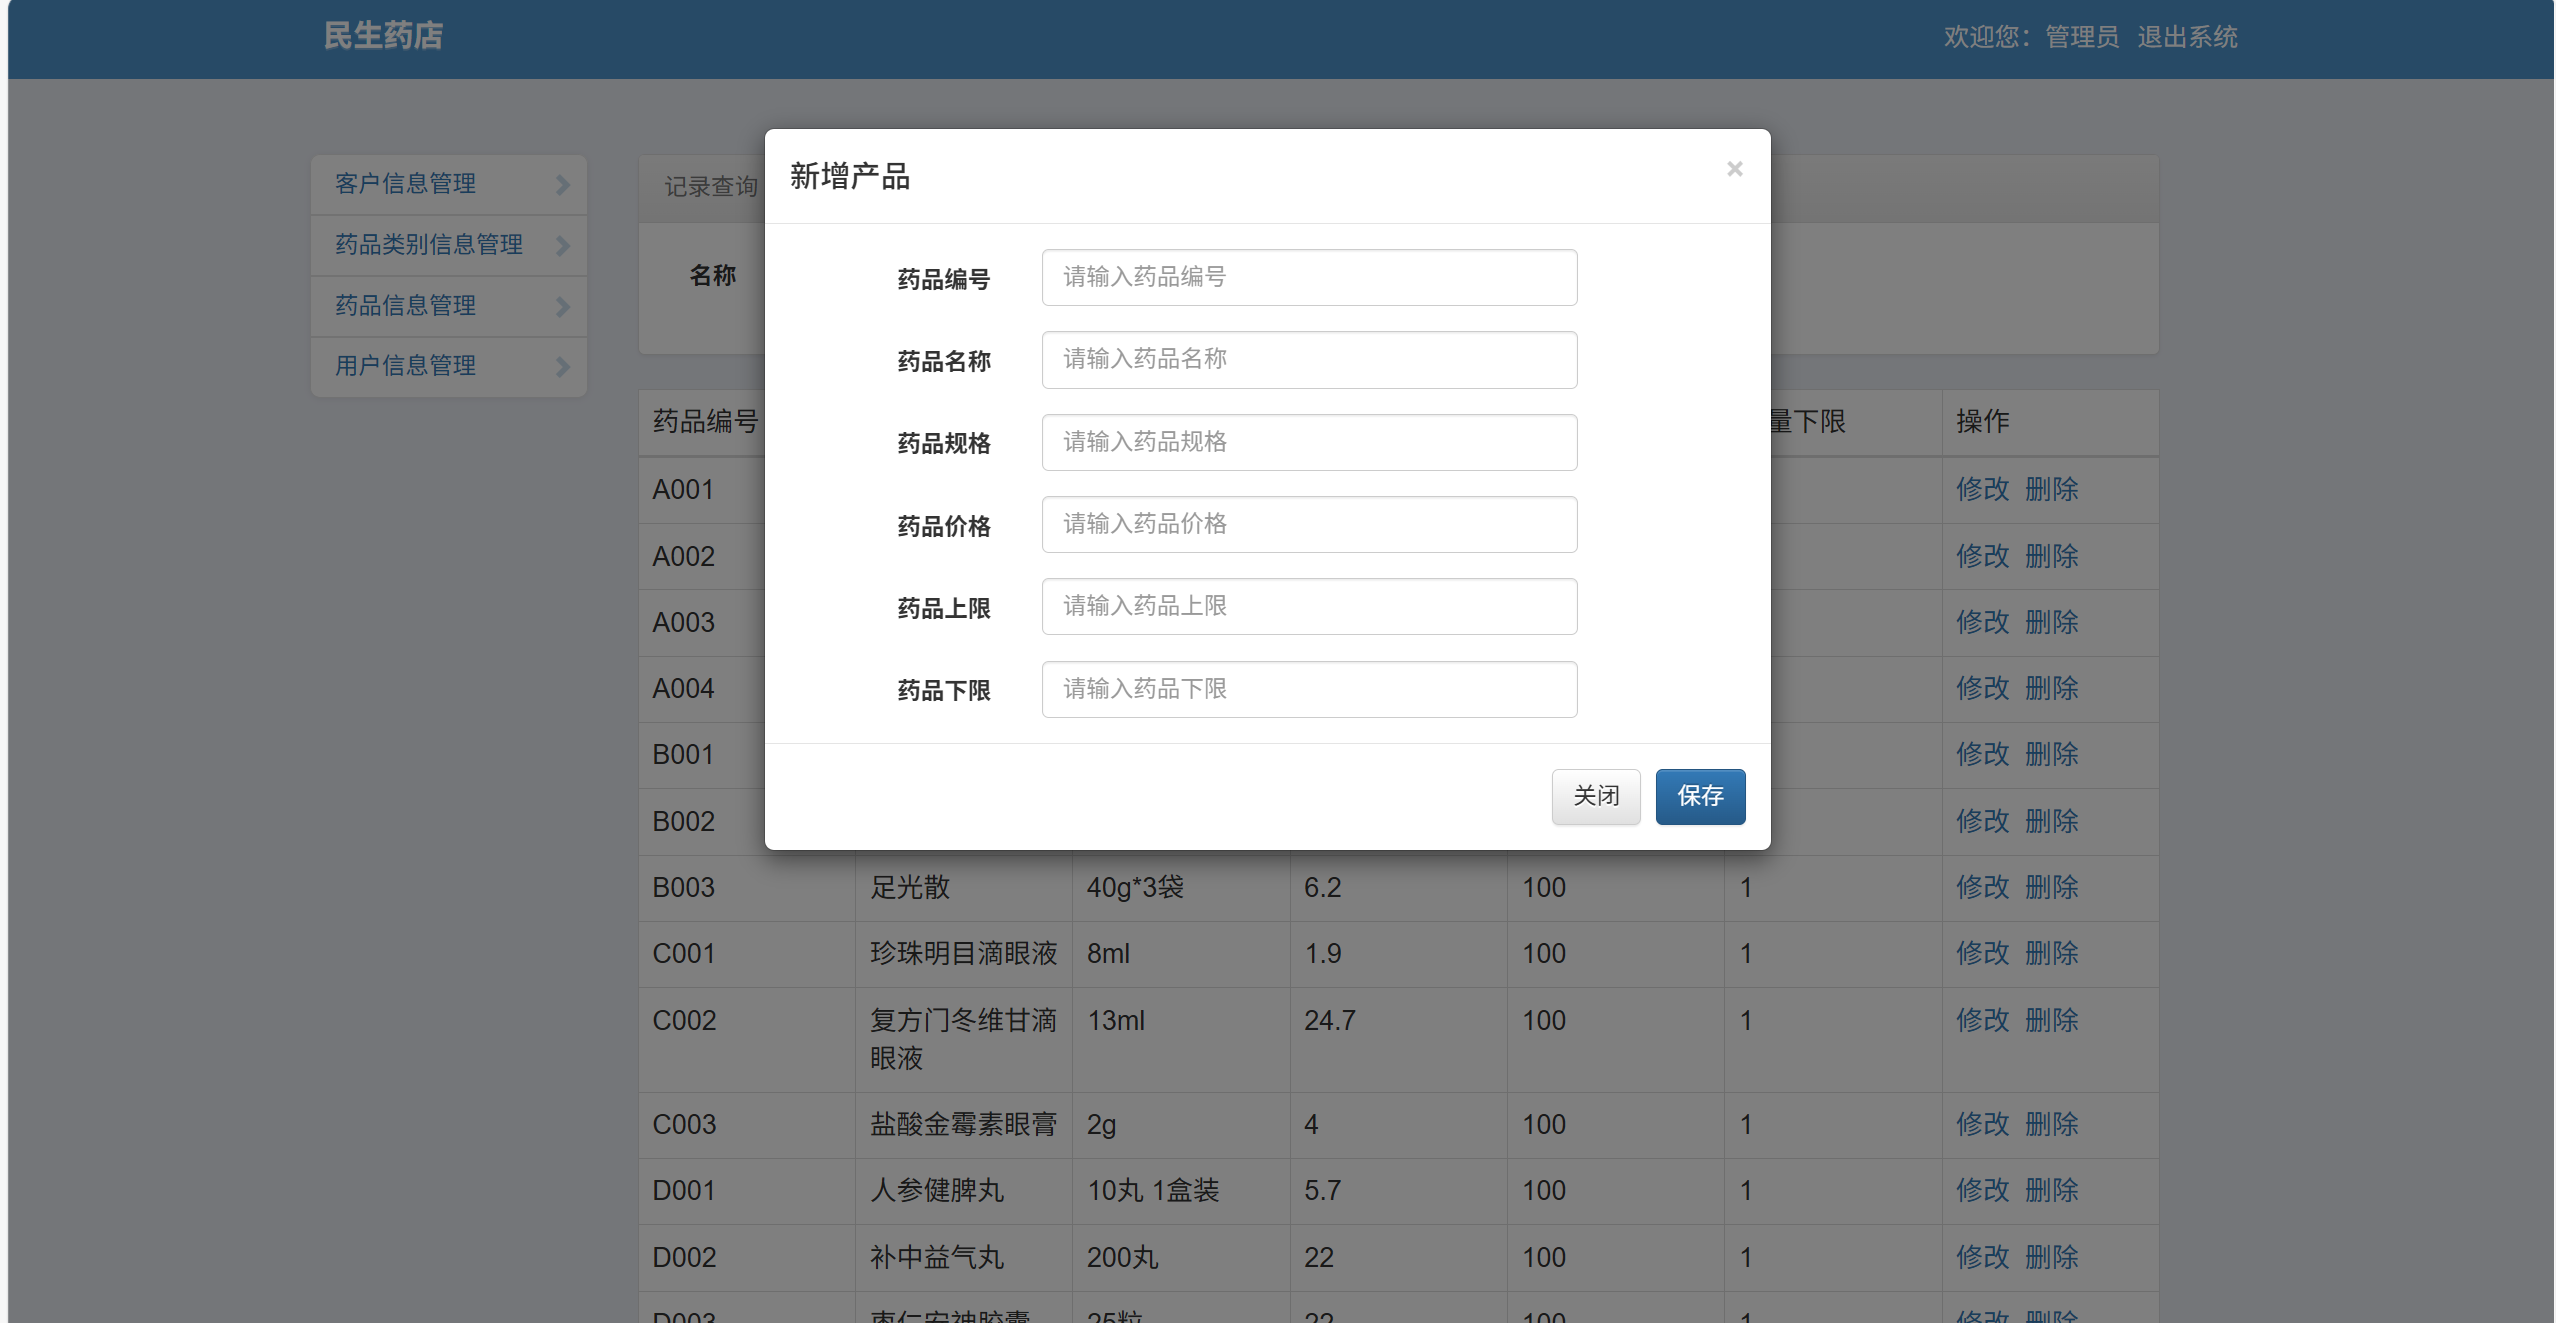 民生药店
欢迎您：管理员 退出系统
客户信息管理
药品类别信息管理
药品信息管理
用户信息管理
记录查询
名称
新增产品
×
药品编号 请输入药品编号
药品名称 请输入药品名称
药品规格 请输入药品规格
药品价格 请输入药品价格
药品上限 请输入药品上限
药品下限 请输入药品下限
关闭 保存
药品编号 量下限 操作
A001 修改 删除
A002 修改 删除
A003 修改 删除
A004 修改 删除
B001 修改 删除
B002 修改 删除
B003 足光散 40g*3袋 6.2 100 1 修改 删除
C001 珍珠明目滴眼液 8ml 1.9 100 1 修改 删除
C002 复方门冬维甘滴 13ml 24.7 100 1 修改 删除
眼液
C003 盐酸金霉素眼膏 2g 4 100 1 修改 删除
D001 人参健脾丸 10丸 1盒装 5.7 100 1 修改 删除
D002 补中益气丸 200丸 22 100 1 修改 删除
D003 枣仁安神胶囊 25粒 22 100 1 修改 删除